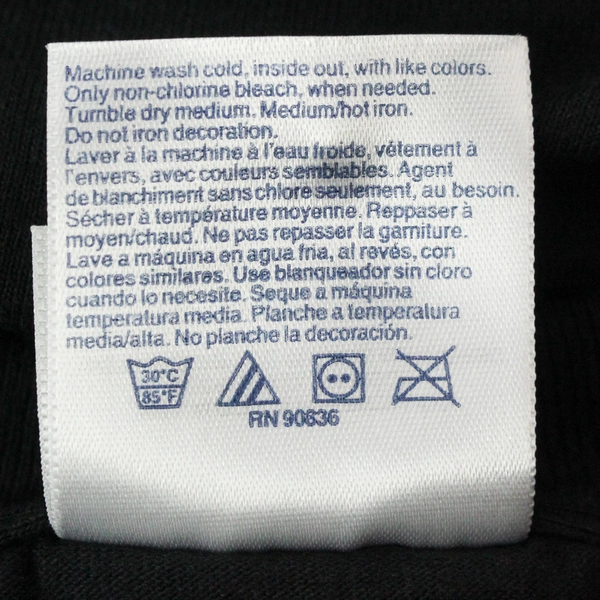 Machine wash cold, inside out, with like colors.
Only non-chlorine bleach, when needed.
Tumble dry medium. Medium/hot iron.
Do not iron decoration.
Laver à la machine à l'eau froide, vêtement à
l'envers, avec couleurs semblables. Agent
de blanchiment sans chlore seulement, au besoin.
Sécher à température moyenne. Reppaser à
moyen/chaud. Ne pas repasser la garniture.
Lave a máquina en agua fria, al revés, con
colores similares. Use blanqueador sin cloro
cuando lo necesite. Seque a máquina
temperatura media. Planche a temperatura
media/alta. No planche la decoración.
30°C
85°F
RN 90636